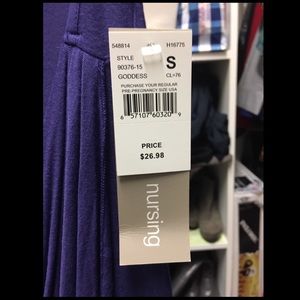 548814 H16775
STYLE
90376-15 S
GODDESS CL=76
PURCHASE YOUR REGULAR
PRE-PREGNANCY SIZE USA
6 57107 60320 9
PRICE
$26.98
nursing